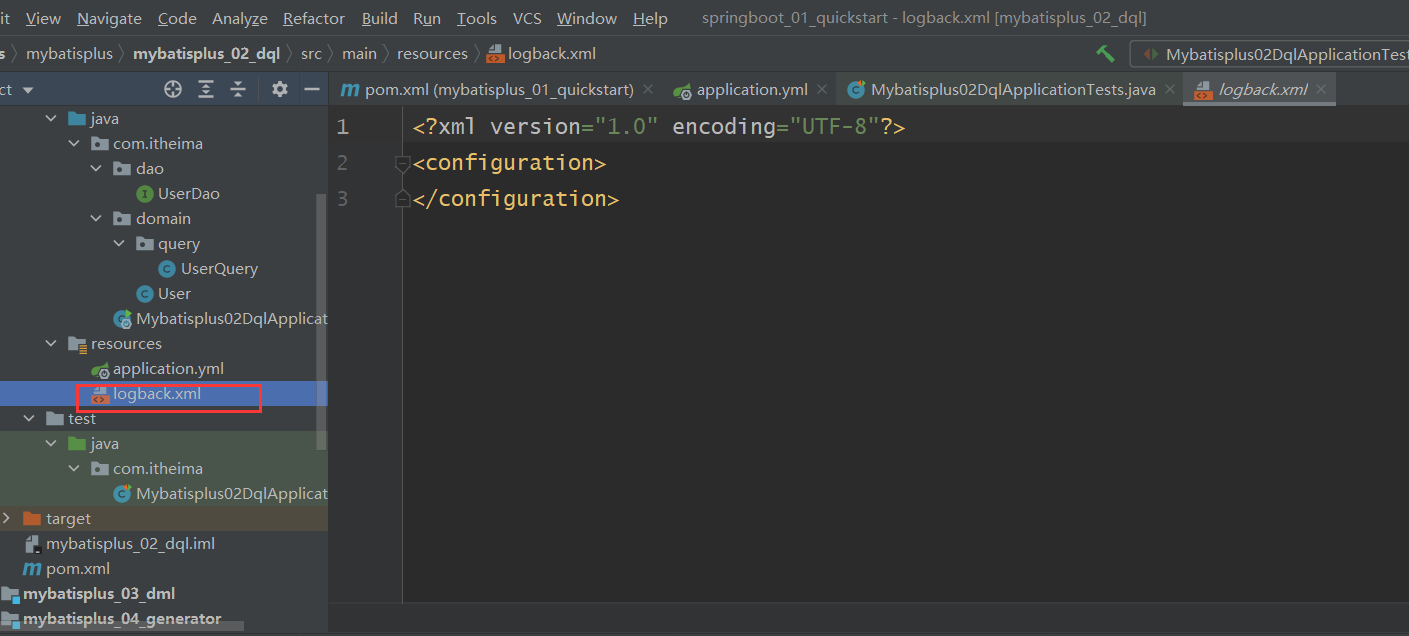 it View Navigate Code Analyze Refactor Build Run Tools VCS Window Help springboot_01_quickstart - logback.xml [mybatisplus_02_dql]
s mybatisplus mybatisplus_02_dql src main resources logback.xml Mybatisplus02DqlApplicationTest
ct pom.xml (mybatisplus_01_quickstart) application.yml Mybatisplus02DqlApplicationTests.java logback.xml
java
com.itheima
dao
UserDao
domain
query
UserQuery
User
Mybatisplus02DqlApplicat
resources
application.yml
logback.xml
test
java
com.itheima
Mybatisplus02DqlApplicat
target
mybatisplus_02_dql.iml
pom.xml
mybatisplus_03_dml
mybatisplus_04_generator
1 <?xml version="1.0" encoding="UTF-8"?>
2 <configuration>
3 </configuration>